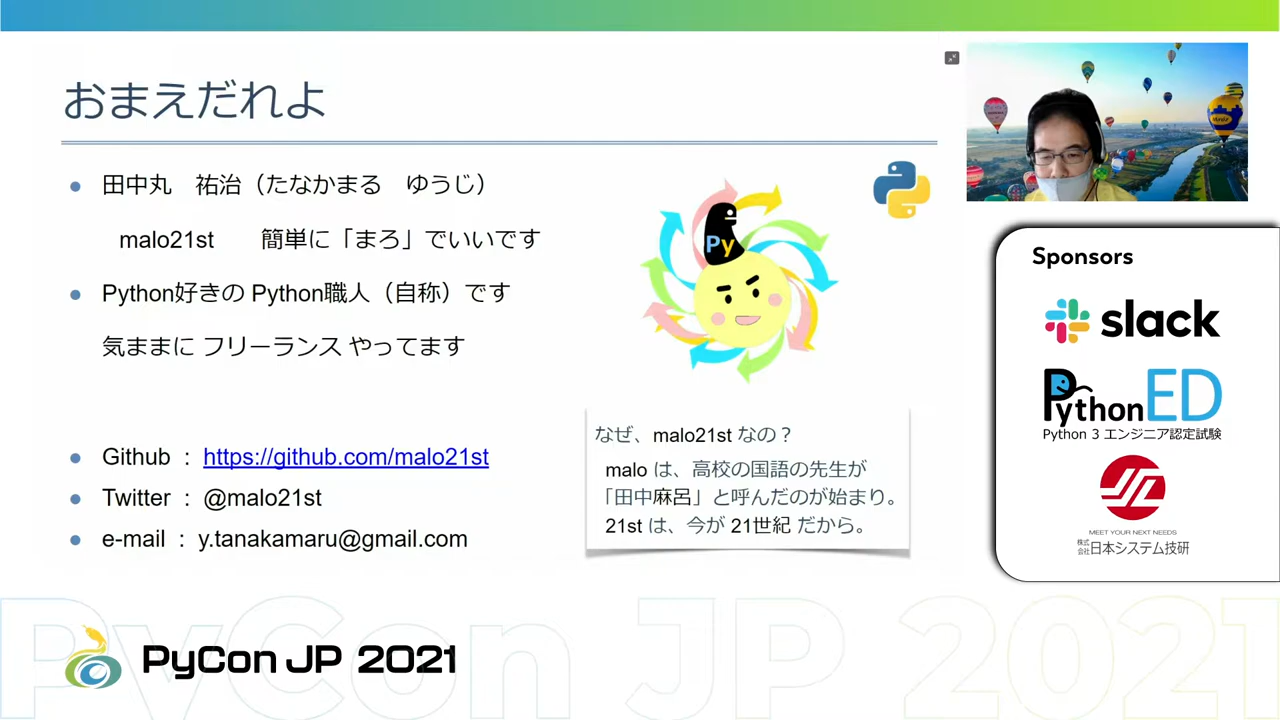 おまえだれよ
田中丸 祐治（たなかまる ゆうじ）
malo21st 簡単に「まろ」でいいです
Python好きの Python職人（自称）です
気ままに フリーランス やってます
Github : https://github.com/malo21st
Twitter : @malo21st
e-mail : y.tanakamaru@gmail.com
Py
なぜ、malo21st なの？
malo は、高校の国語の先生が
「田中麻呂」と呼んだのが始まり。
21st は、今が 21世紀 だから。
Sponsors
slack
PythonED
Python 3 エンジニア認定試験
MEET YOUR NEXT NEEDS
株式会社日本システム技研
PyCon JP 2021
PyCon JP 2021